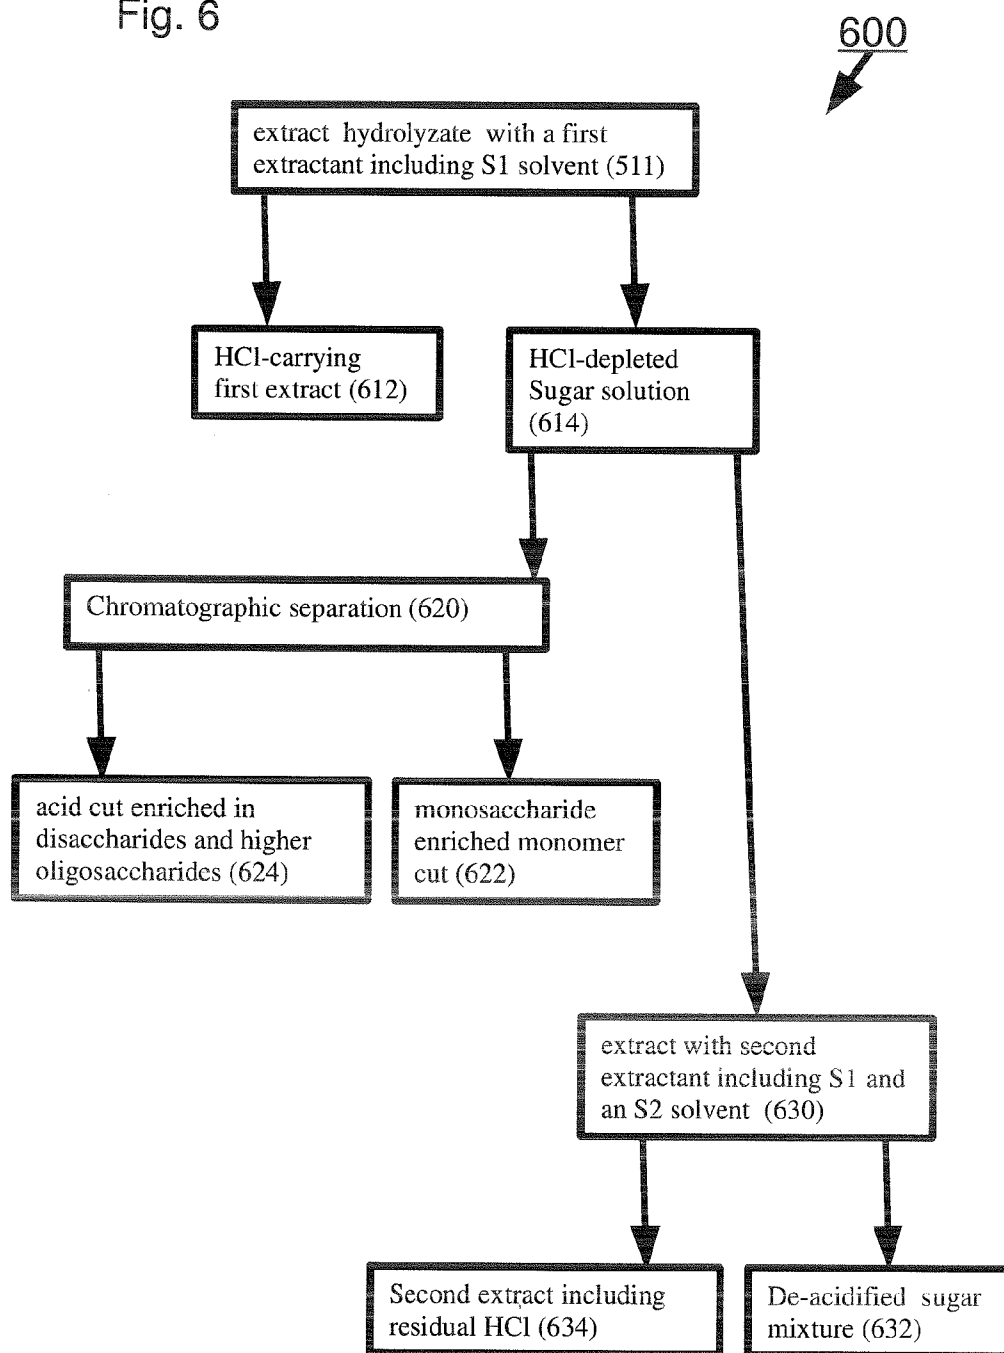 Fig. 6
600
extract hydrolyzate with a first
extractant including S1 solvent (511)
HCl-carrying
first extract (612)
HCl-depleted
Sugar solution
(614)
Chromatographic separation (620)
acid cut enriched in
disaccharides and higher
oligosaccharides (624)
monosaccharide
enriched monomer
cut (622)
extract with second
extractant including S1 and
an S2 solvent (630)
Second extract including
residual HCl (634)
De-acidified sugar
mixture (632)